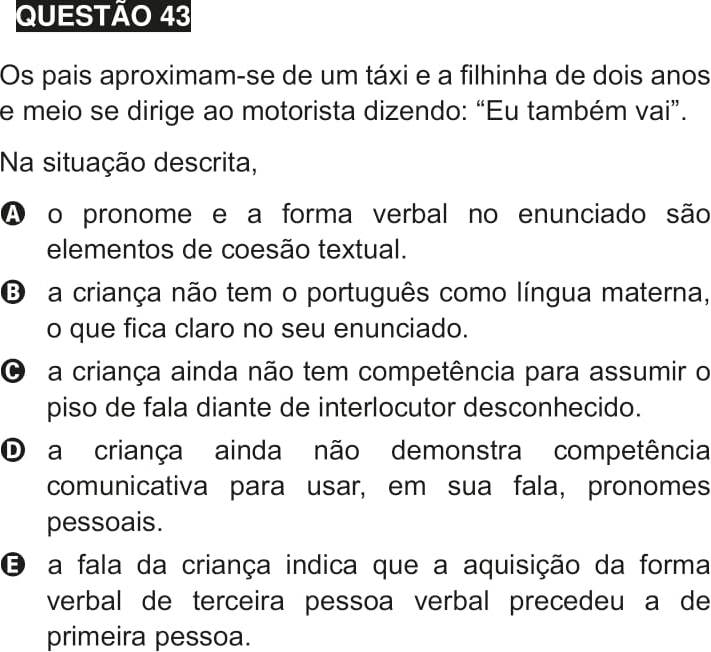 QUESTÃO 43
Os pais aproximam-se de um táxi e a filhinha de dois anos
e meio se dirige ao motorista dizendo: “Eu também vai”.
Na situação descrita,
A o pronome e a forma verbal no enunciado são
elementos de coesão textual.
B a criança não tem o português como língua materna,
o que fica claro no seu enunciado.
C a criança ainda não tem competência para assumir o
piso de fala diante de interlocutor desconhecido.
D a criança ainda não demonstra competência
comunicativa para usar, em sua fala, pronomes
pessoais.
E a fala da criança indica que a aquisição da forma
verbal de terceira pessoa verbal precedeu a de
primeira pessoa.